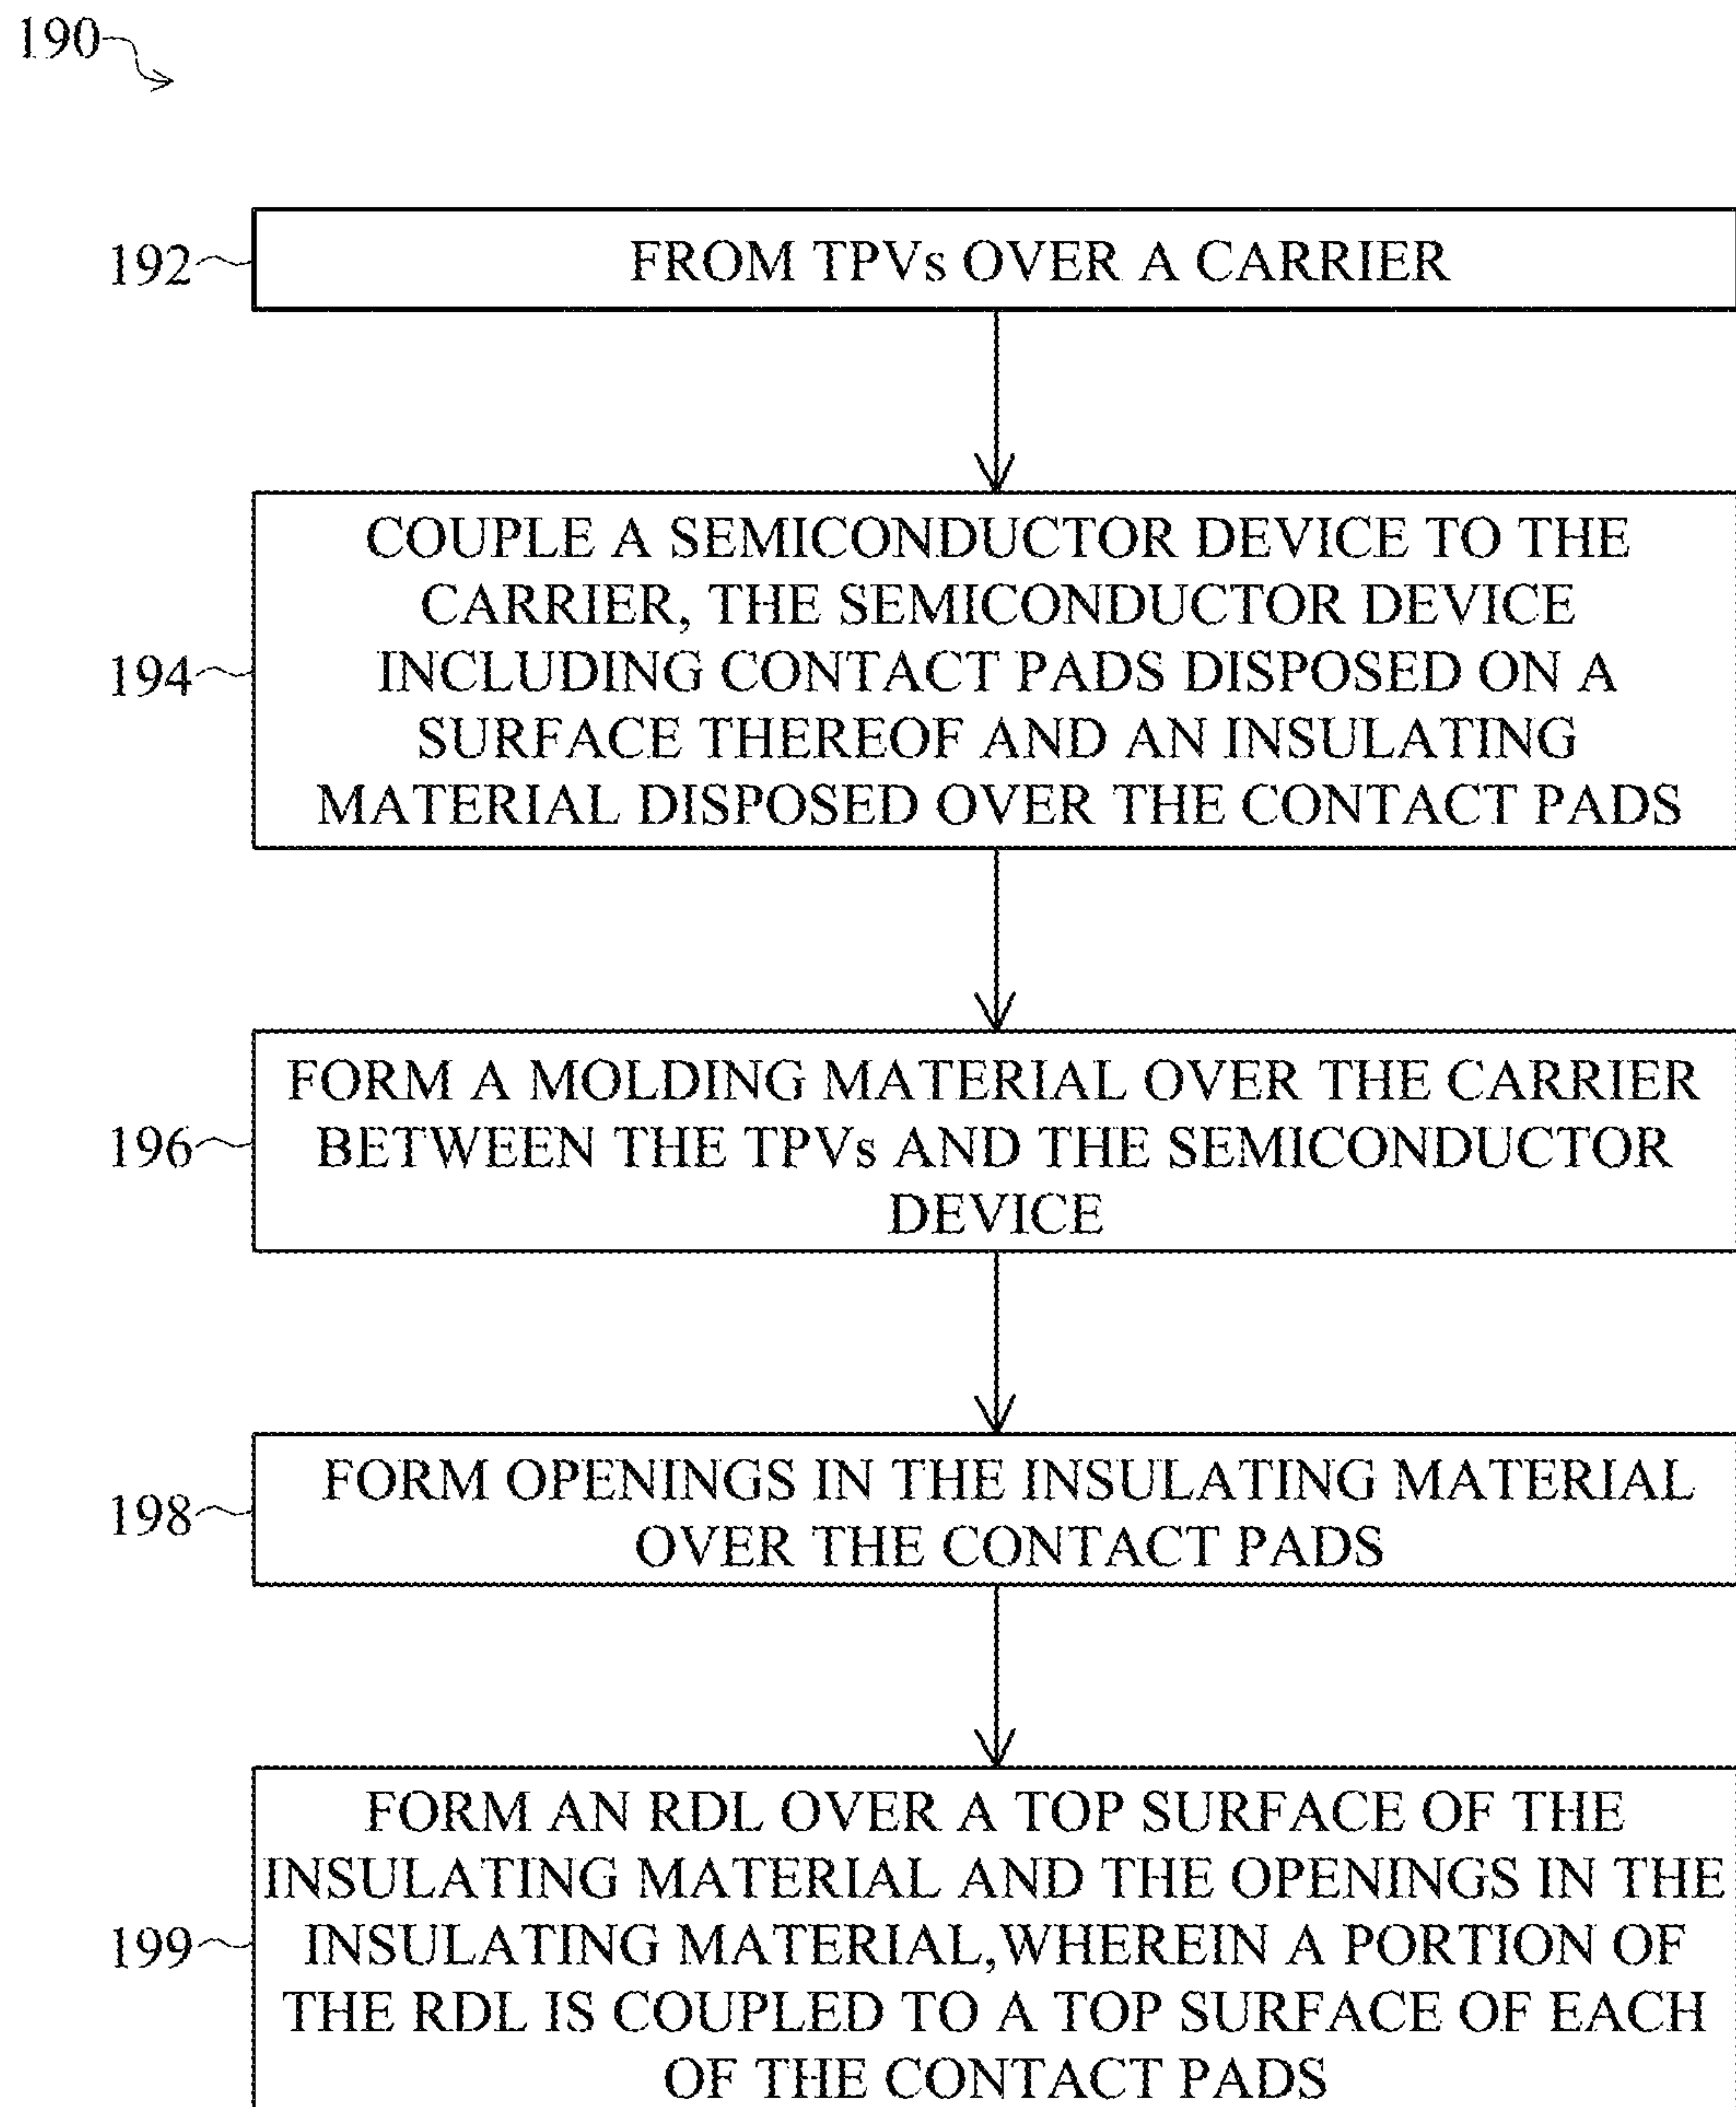 190
192
FROM TPVs OVER A CARRIER
194
COUPLE A SEMICONDUCTOR DEVICE TO THE
CARRIER, THE SEMICONDUCTOR DEVICE
INCLUDING CONTACT PADS DISPOSED ON A
SURFACE THEREOF AND AN INSULATING
MATERIAL DISPOSED OVER THE CONTACT PADS
196
FORM A MOLDING MATERIAL OVER THE CARRIER
BETWEEN THE TPVs AND THE SEMICONDUCTOR
DEVICE
198
FORM OPENINGS IN THE INSULATING MATERIAL
OVER THE CONTACT PADS
199
FORM AN RDL OVER A TOP SURFACE OF THE
INSULATING MATERIAL AND THE OPENINGS IN THE
INSULATING MATERIAL,WHEREIN A PORTION OF
THE RDL IS COUPLED TO A TOP SURFACE OF EACH
OF THE CONTACT PADS